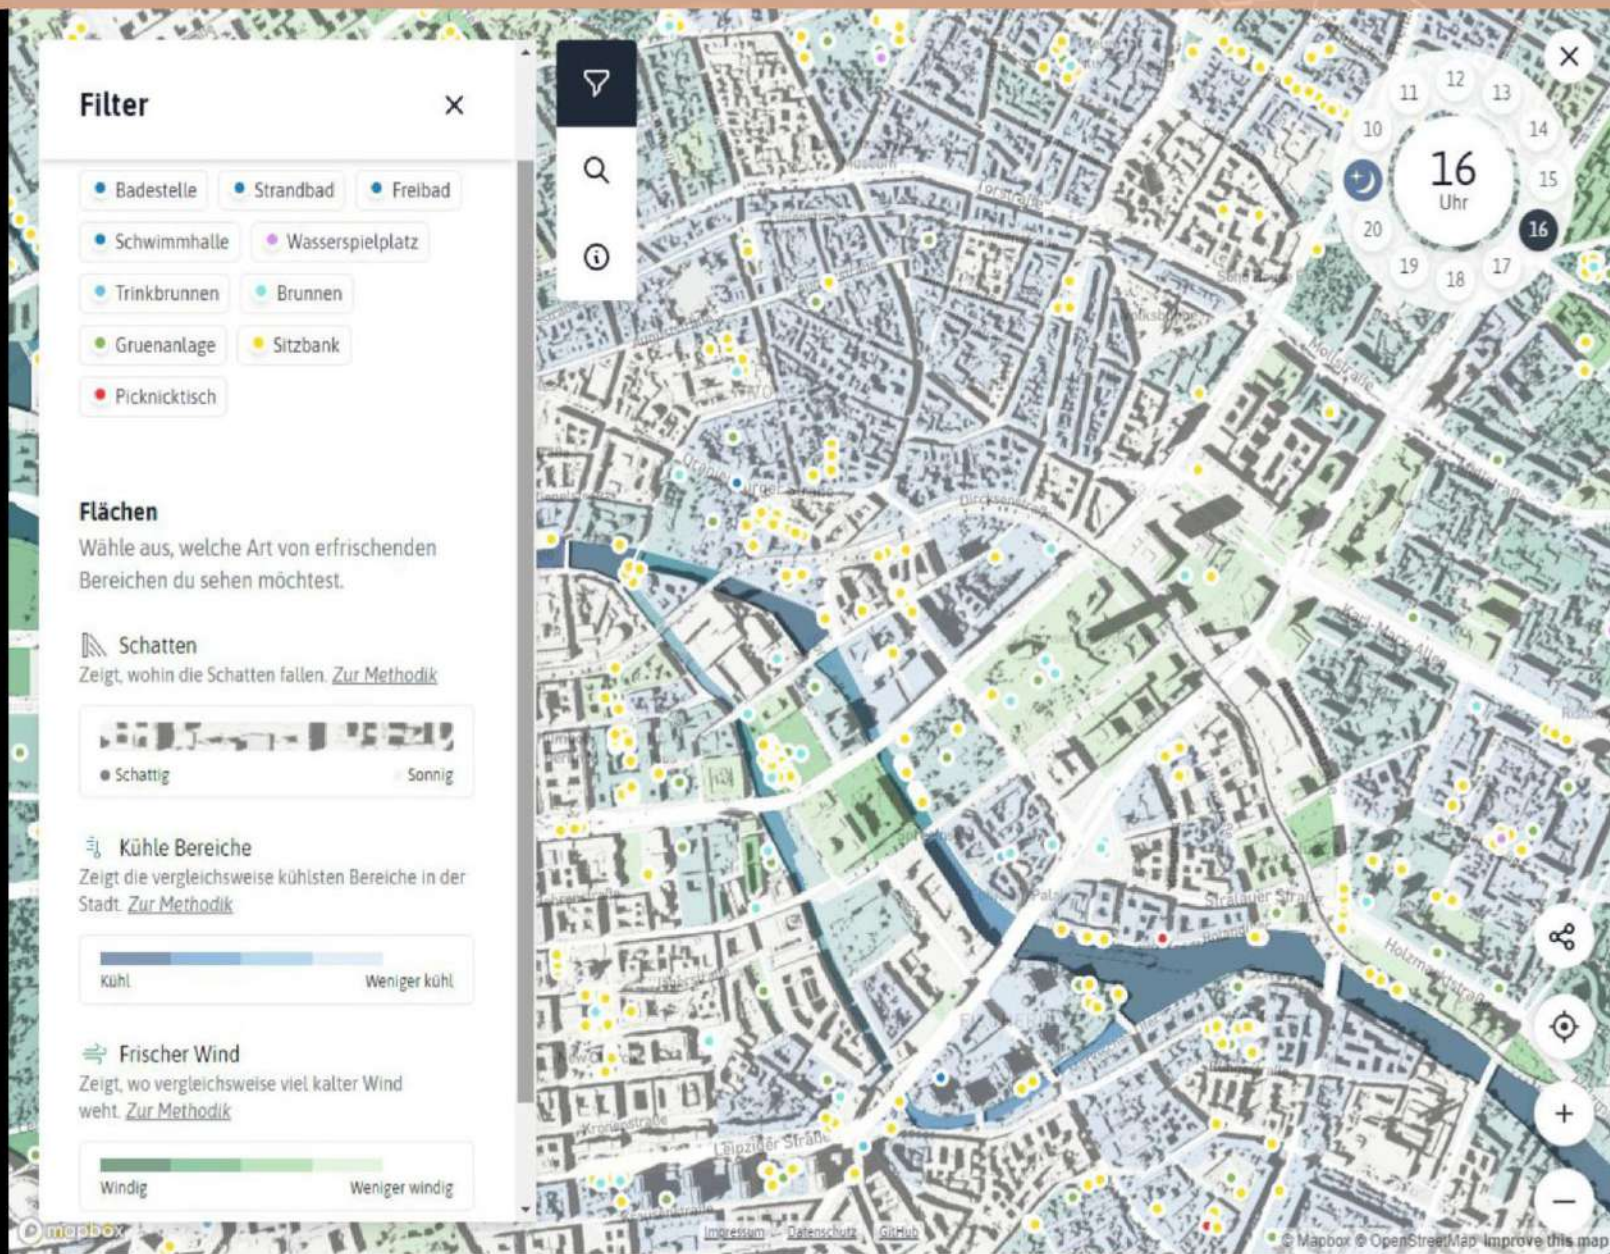 Filter
Badestelle
Strandbad
Freibad
Schwimmhalle
Wasserspielplatz
Trinkbrunnen
Brunnen
Gruenanlage
Sitzbank
Picknicktisch
Flächen
Wähle aus, welche Art von erfrischenden
Bereichen du sehen möchtest.
Schatten
Zeigt, wohin die Schatten fallen. Zur Methodik
Schattig
Sonnig
Kühle Bereiche
Zeigt die vergleichsweise kühlsten Bereiche in der
Stadt. Zur Methodik
Kühl
Weniger kühl
Frischer Wind
Zeigt, wo vergleichsweise viel kalter Wind
weht. Zur Methodik
Windig
Weniger windig
mapbox
11
12
13
10
14
16
Uhr
15
20
16
19
18
17
Torstraße
Mollstraße
Dircksenstraße
Karl-Marx-Allee
Stralauer Straße
Holzmarktstraße
Kronenstraße
Leipziger Straße
Impressum
Datenschutz
GitHub
© Mapbox © OpenStreetMap Improve this map